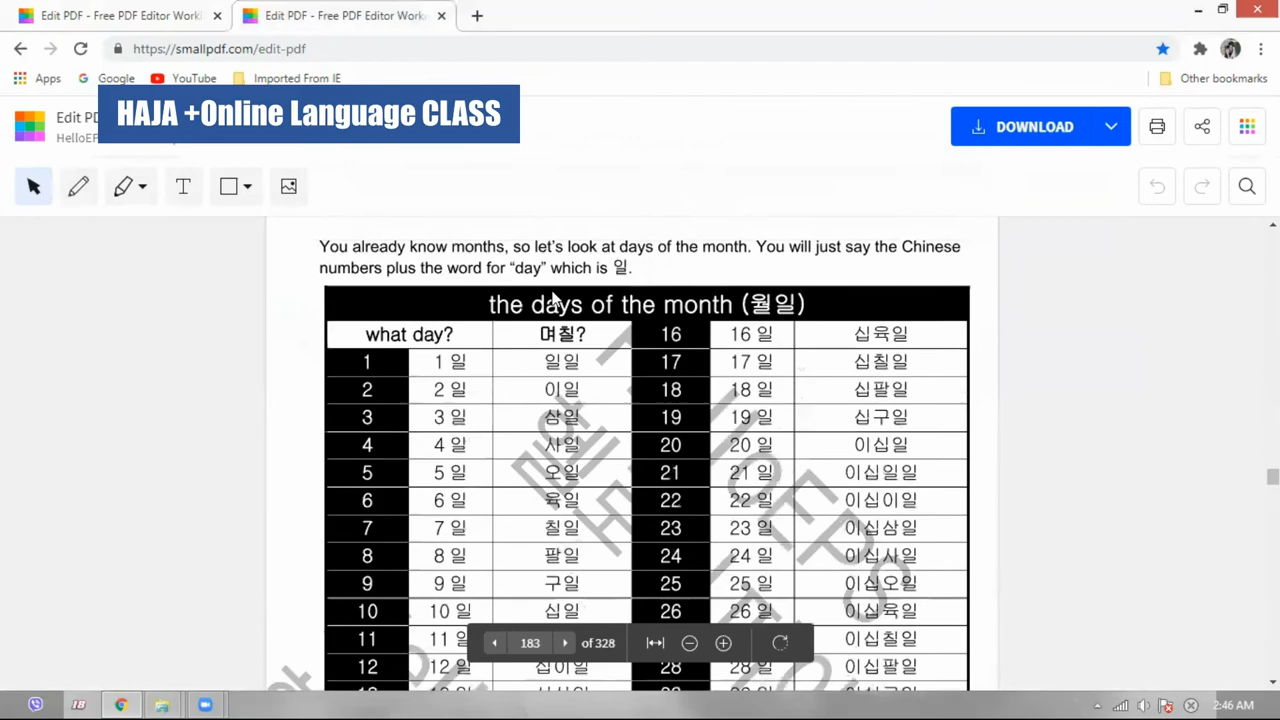 Edit PDF - Free PDF Editor Worki
Edit PDF - Free PDF Editor Worke
https://smallpdf.com/edit-pdf
Apps Google YouTube Imported From IE Other bookmarks
HAJA +Online Language CLASS
Edit PD
HelloEP
DOWNLOAD
You already know months, so let's look at days of the month. You will just say the Chinese
numbers plus the word for "day" which is 일.
the days of the month (월일)
what day? 며칠? 16 16 일 십육일
1 1 일 일일 17 17 일 십칠일
2 2 일 이일 18 18 일 십팔일
3 3 일 삼일 19 19 일 십구일
4 4 일 사일 20 20 일 이십일
5 5 일 오일 21 21 일 이십일일
6 6 일 육일 22 22 일 이십이일
7 7 일 칠일 23 23 일 이십삼일
8 8 일 팔일 24 24 일 이십사일
9 9 일 구일 25 25 일 이십오일
10 10 일 십일 26 26 일 이십육일
11 11 일 이십칠일
12 12 일 십이일 28 28 일 이십팔일
183 of 328
2:46 AM